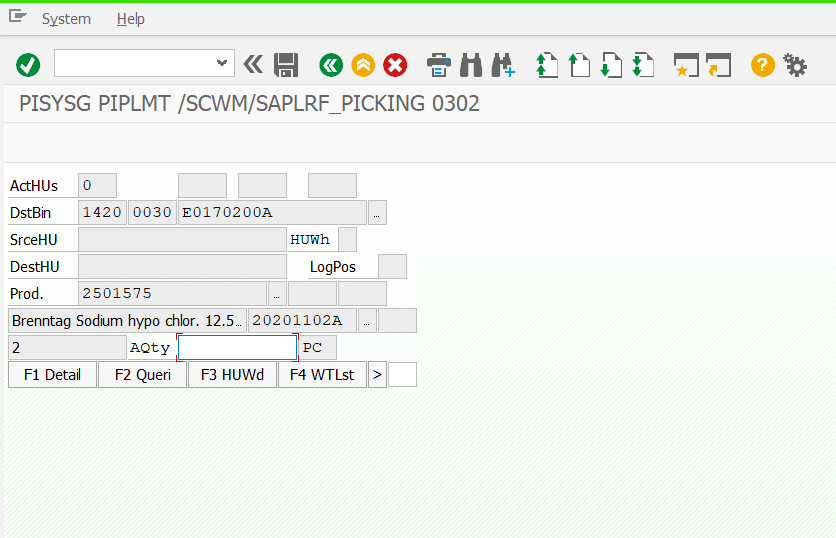 System Help
PISYSG PIPLMT /SCWM/SAPLRF_PICKING 0302
ActHUs 0
DstBin 1420 0030 E0170200A …
SrceHU HUWh
DestHU LogPos
Prod. 2501575 …
Brenntag Sodium hypo chlor. 12.5… 20201102A …
2 AQty PC
F1 Detail F2 Queri F3 HUWd F4 WTLst >